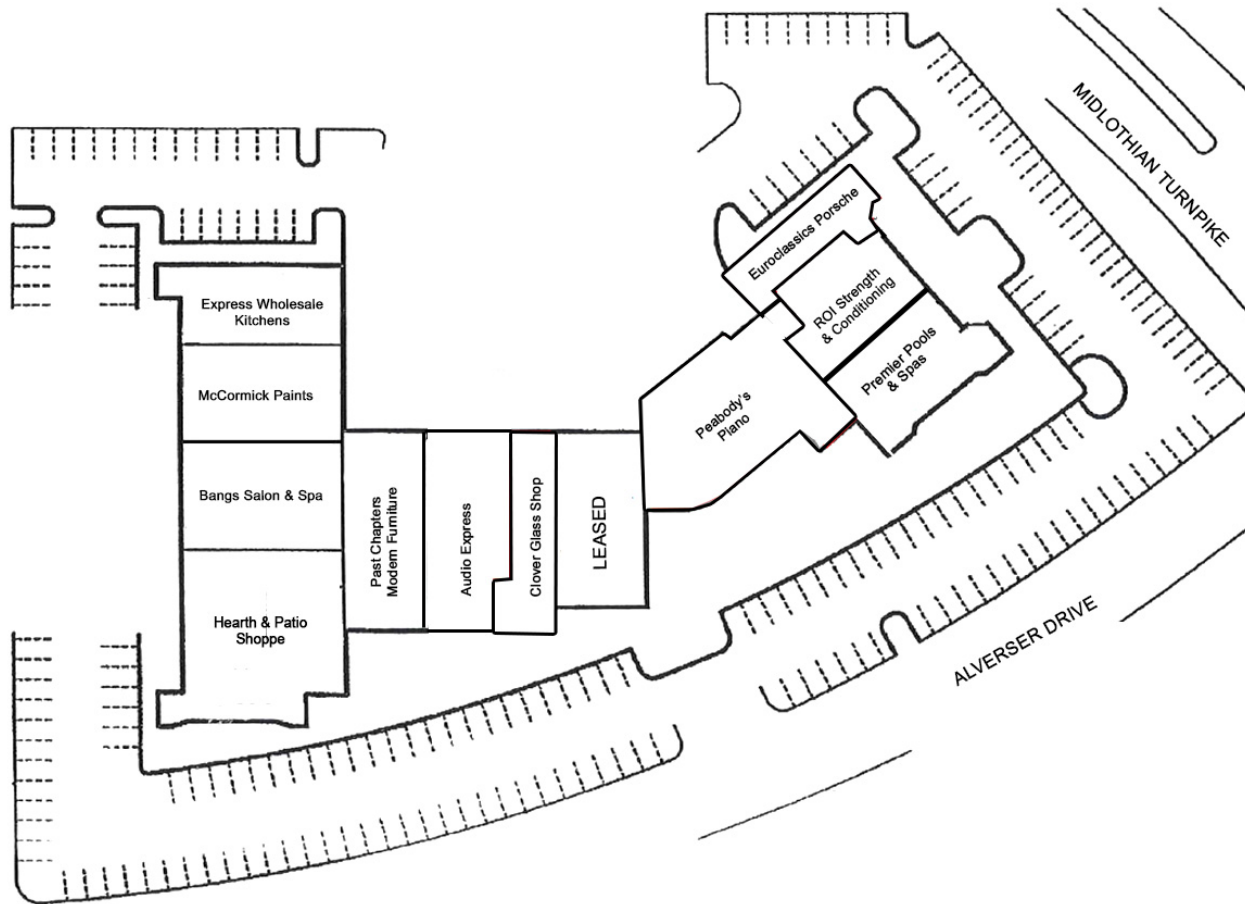 MIDLOTHIAN TURNPIKE
Euroclassics Porsche
ROI Strength
& Conditioning
Premier Pools
& Spas
Peabody's
Piano
Express Wholesale
Kitchens
McCormick Paints
Bangs Salon & Spa
Hearth & Patio
Shoppe
Past Chapters
Modern Furniture
Audio Express
Clover Glass Shop
LEASED
ALVERSER DRIVE